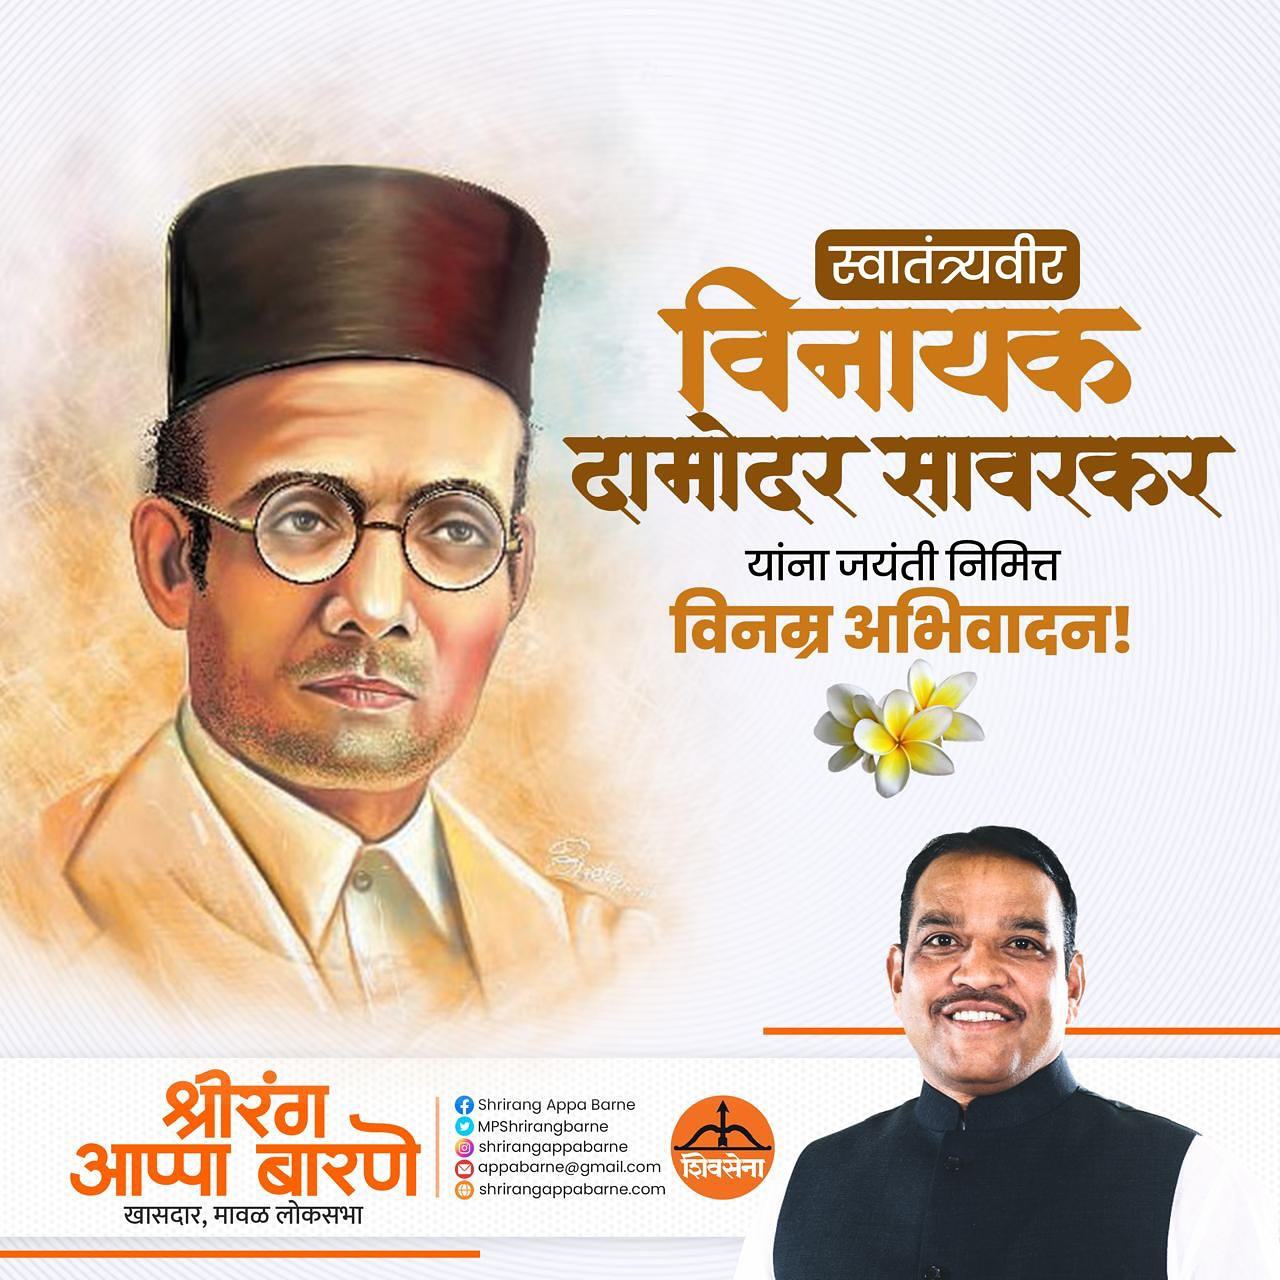 स्वातंत्र्यवीर
विनायक
दामोदर सावरकर
यांना जयंती निमित्त
विनम्र अभिवादन!
श्रीरंग
आप्पा बारणे
खासदार, मावळ लोकसभा
Shrirang Appa Barne
MPShrirangbarne
shrirangappabarne
appabarne@gmail.com
shrirangappabarne.com
शिवसेना